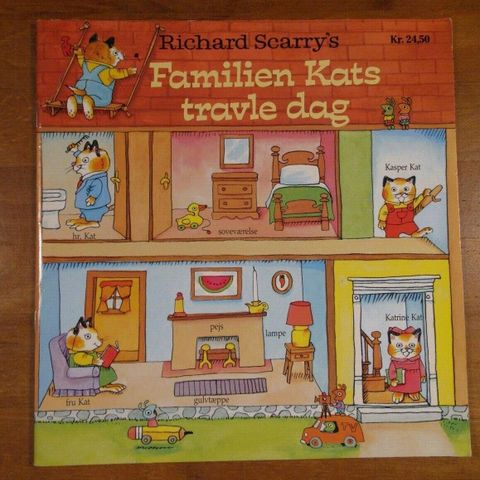 Richard Scarry's
Kr. 24,50
Familien Kats
travle dag
Kasper Kat
hr. Kat
soveværelse
pejs
lampe
Katrine Kat
fru Kat
gulvtæppe
TV